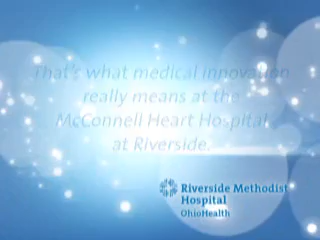 That's what medical innovation
really means at the
McConnell Heart Hospital
at Riverside.
Riverside Methodist
Hospital
OhioHealth